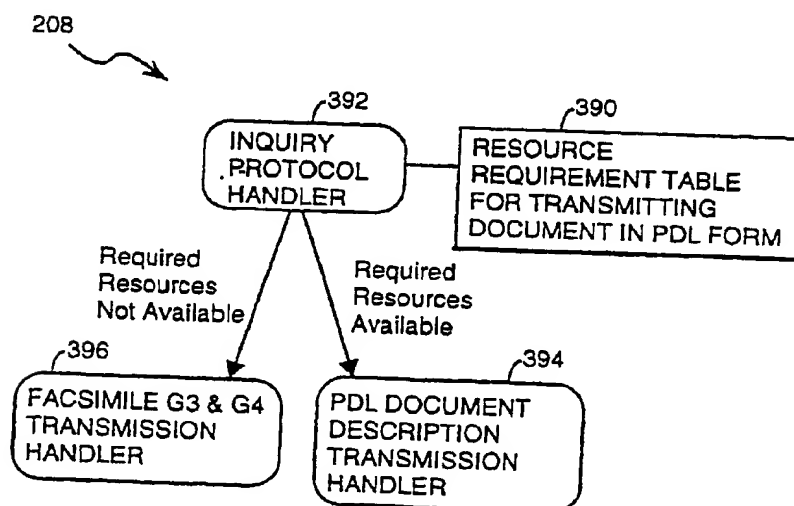 208
392
INQUIRY
PROTOCOL
HANDLER
390
RESOURCE
REQUIREMENT TABLE
FOR TRANSMITTING
DOCUMENT IN PDL FORM
Required
Resources
Not Available
Required
Resources
Available
396
FACSIMILE G3 & G4
TRANSMISSION
HANDLER
394
PDL DOCUMENT
DESCRIPTION
TRANSMISSION
HANDLER